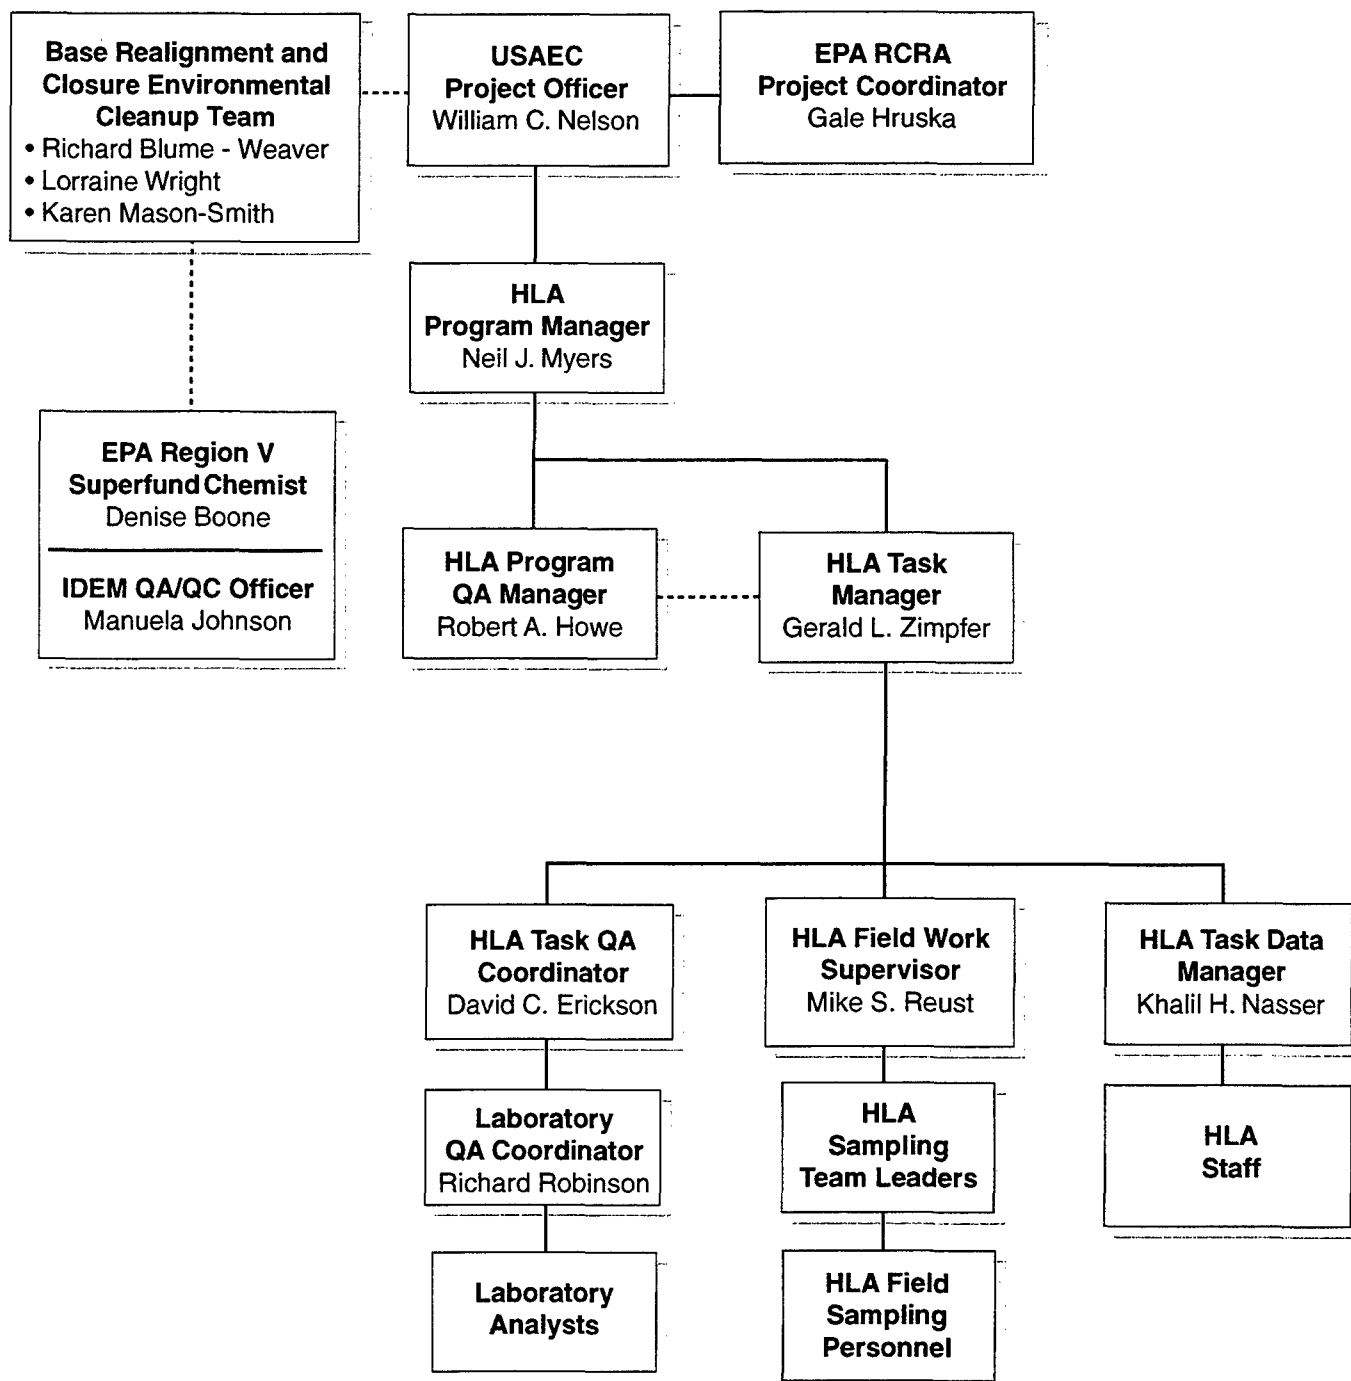 Base Realignment and
Closure Environmental
Cleanup Team
• Richard Blume - Weaver
• Lorraine Wright
• Karen Mason-Smith
USAEC
Project Officer
William C. Nelson
EPA RCRA
Project Coordinator
Gale Hruska
HLA
Program Manager
Neil J. Myers
EPA Region V
Superfund Chemist
Denise Boone
IDEM QA/QC Officer
Manuela Johnson
HLA Program
QA Manager
Robert A. Howe
HLA Task
Manager
Gerald L. Zimpfer
HLA Task QA
Coordinator
David C. Erickson
HLA Field Work
Supervisor
Mike S. Reust
HLA Task Data
Manager
Khalil H. Nasser
Laboratory
QA Coordinator
Richard Robinson
HLA
Sampling
Team Leaders
HLA
Staff
Laboratory
Analysts
HLA Field
Sampling
Personnel